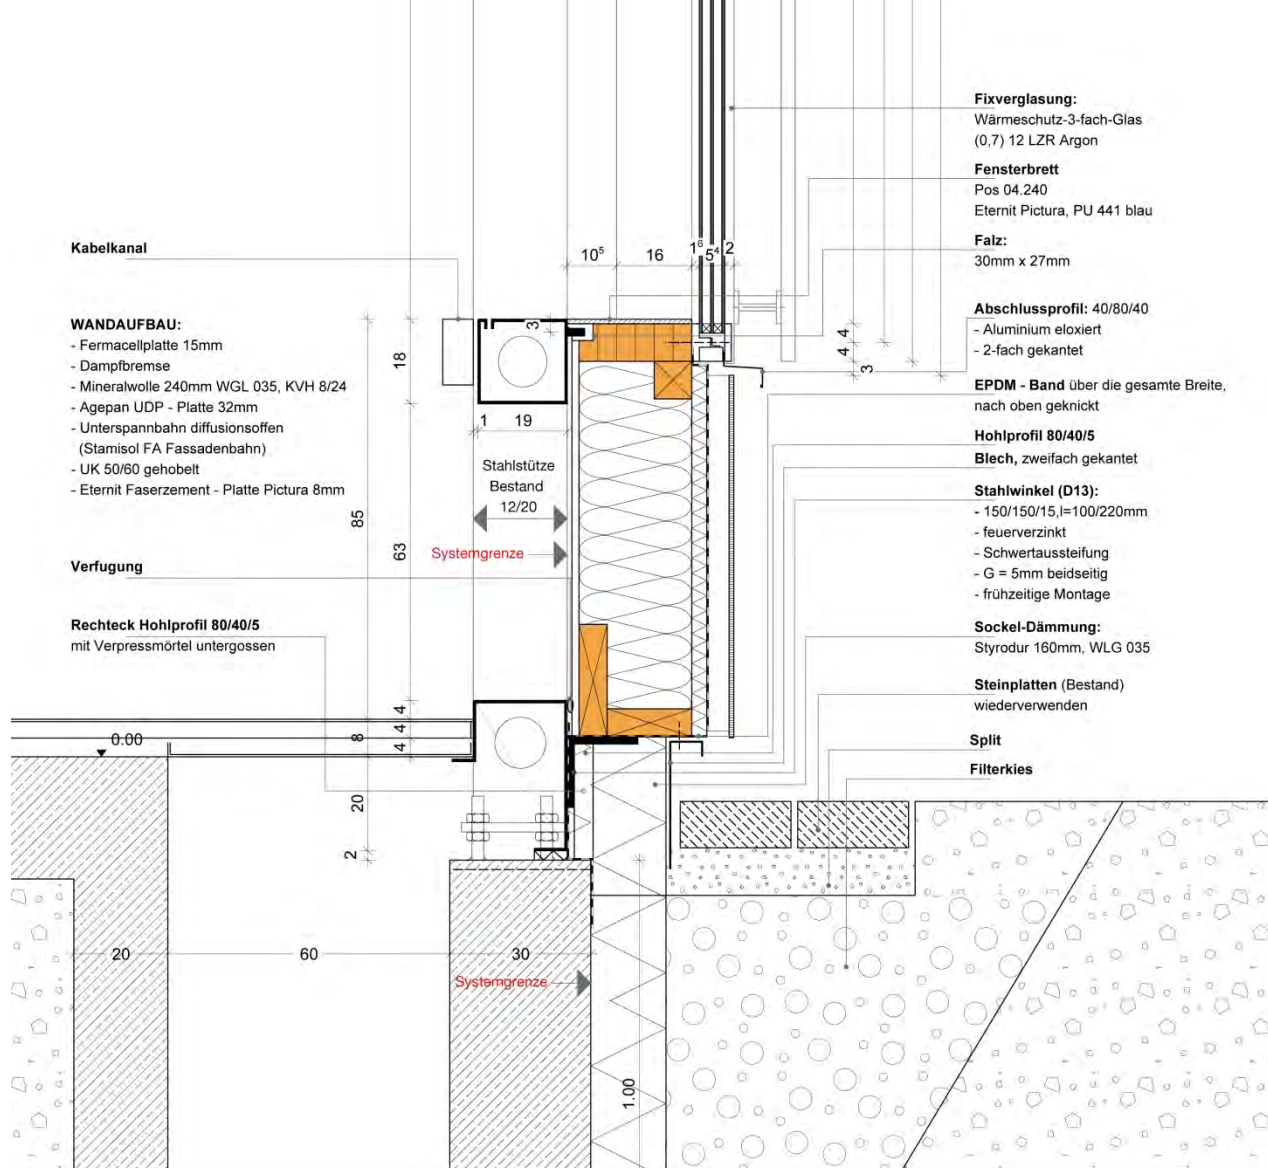 Kabelkanal
WANDAUFBAU:
- Fermacellplatte 15mm
- Dampfbremse
- Mineralwolle 240mm WGL 035, KVH 8/24
- Agepan UDP - Platte 32mm
- Unterspannbahn diffusionsoffen
(Stamisol FA Fassadenbahn)
- UK 50/60 gehobelt
- Eternit Faserzement - Platte Pictura 8mm
Verfugung
Rechteck Hohlprofil 80/40/5
mit Verpressmörtel untergossen
0.00
10⁵ 16 1⁶ 5⁴ 2
3
18
1 19
Stahlstütze
Bestand
12/20
Systemgrenze
85
63
4
4
8
4
20
2
20 60 30
Systemgrenze
1.00
4
4
3
Fixverglasung:
Wärmeschutz-3-fach-Glas
(0,7) 12 LZR Argon
Fensterbrett
Pos 04.240
Eternit Pictura, PU 441 blau
Falz:
30mm x 27mm
Abschlussprofil: 40/80/40
- Aluminium eloxiert
- 2-fach gekantet
EPDM - Band über die gesamte Breite,
nach oben geknickt
Hohlprofil 80/40/5
Blech, zweifach gekantet
Stahlwinkel (D13):
- 150/150/15,l=100/220mm
- feuerverzinkt
- Schwertaussteifung
- G = 5mm beidseitig
- frühzeitige Montage
Sockel-Dämmung:
Styrodur 160mm, WLG 035
Steinplatten (Bestand)
wiederverwenden
Split
Filterkies